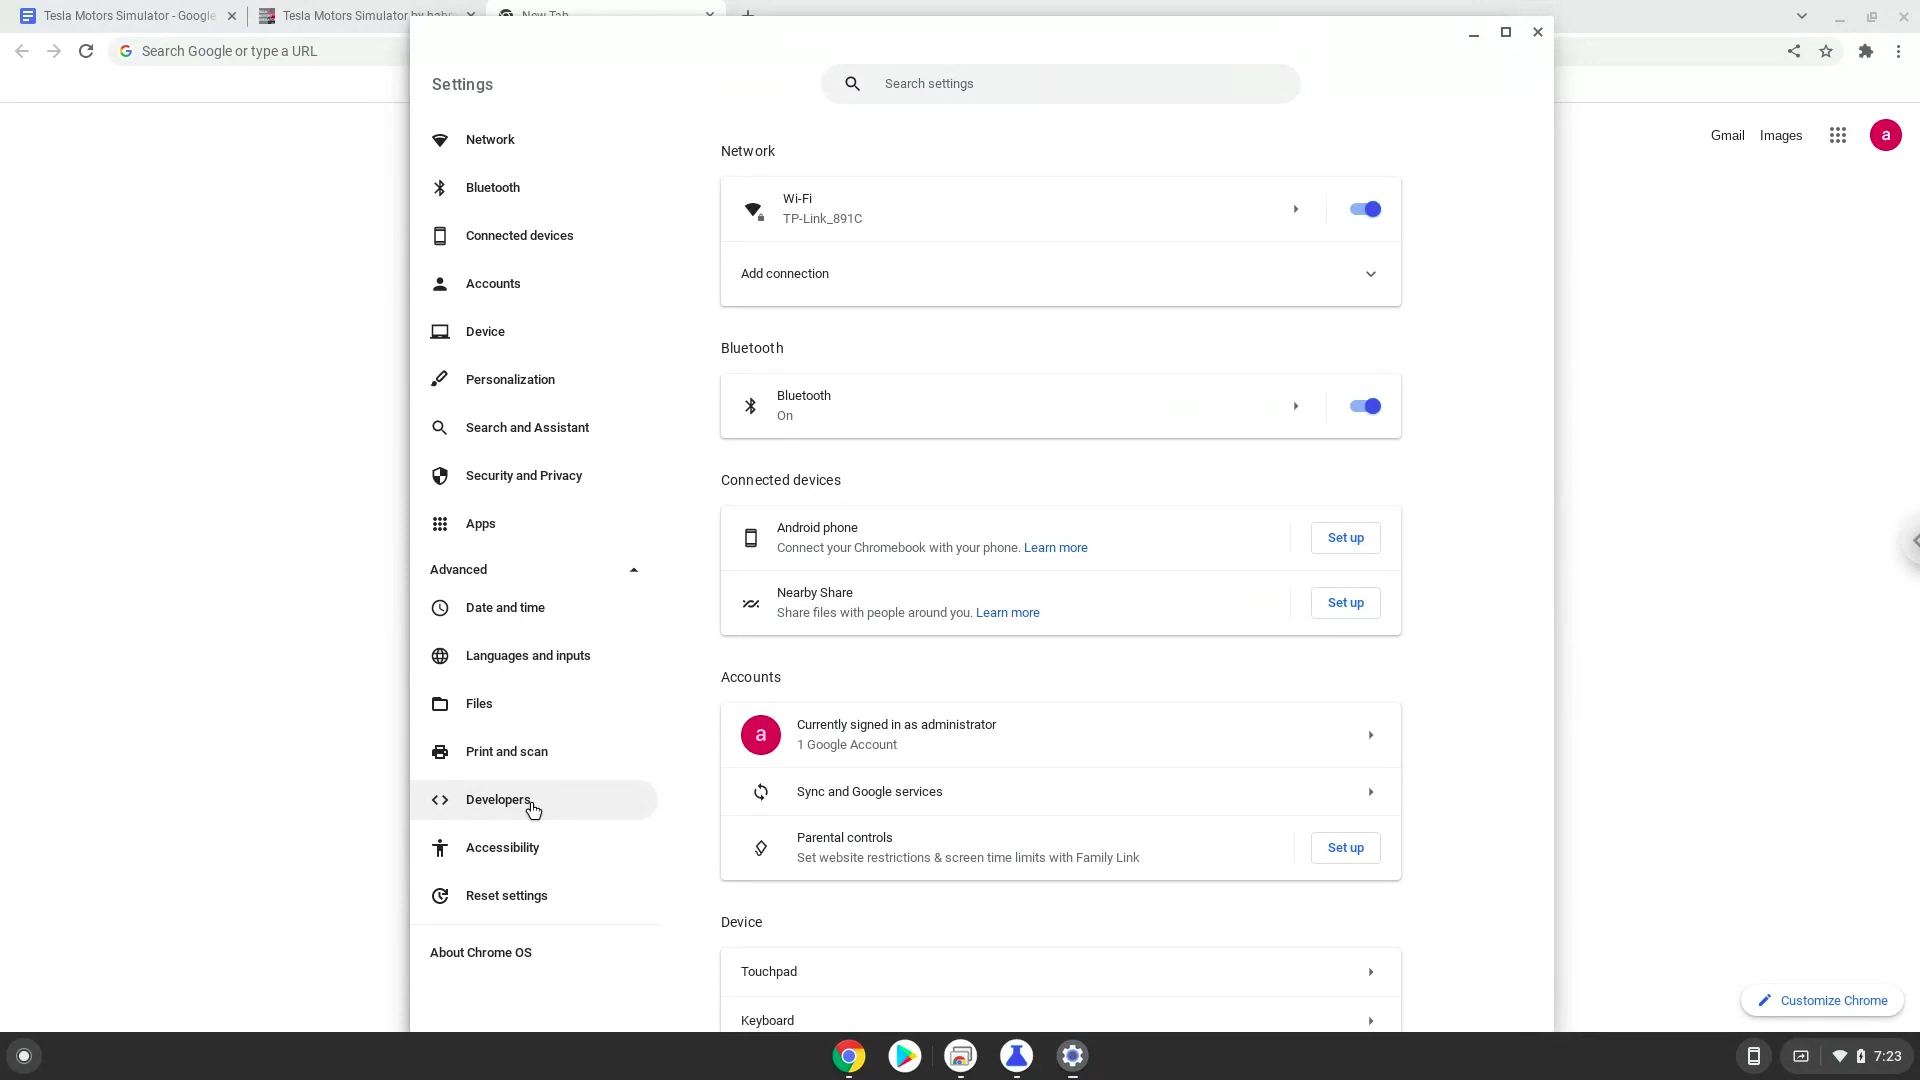 Tesla Motors Simulator - Google
Tesla Motors Simulator by
New Tab
Search Google or type a URL
Gmail
Images
a
Settings
Search settings
Network
Bluetooth
Connected devices
Accounts
Device
Personalization
Search and Assistant
Security and Privacy
Apps
Advanced
Date and time
Languages and inputs
Files
Print and scan
Developers
Accessibility
Reset settings
About Chrome OS
Network
Wi-Fi
TP-Link_891C
Add connection
Bluetooth
Bluetooth
On
Connected devices
Android phone
Connect your Chromebook with your phone. Learn more
Set up
Nearby Share
Share files with people around you. Learn more
Set up
Accounts
a
Currently signed in as administrator
1 Google Account
Sync and Google services
Parental controls
Set website restrictions & screen time limits with Family Link
Set up
Device
Touchpad
Keyboard
Customize Chrome
7:23